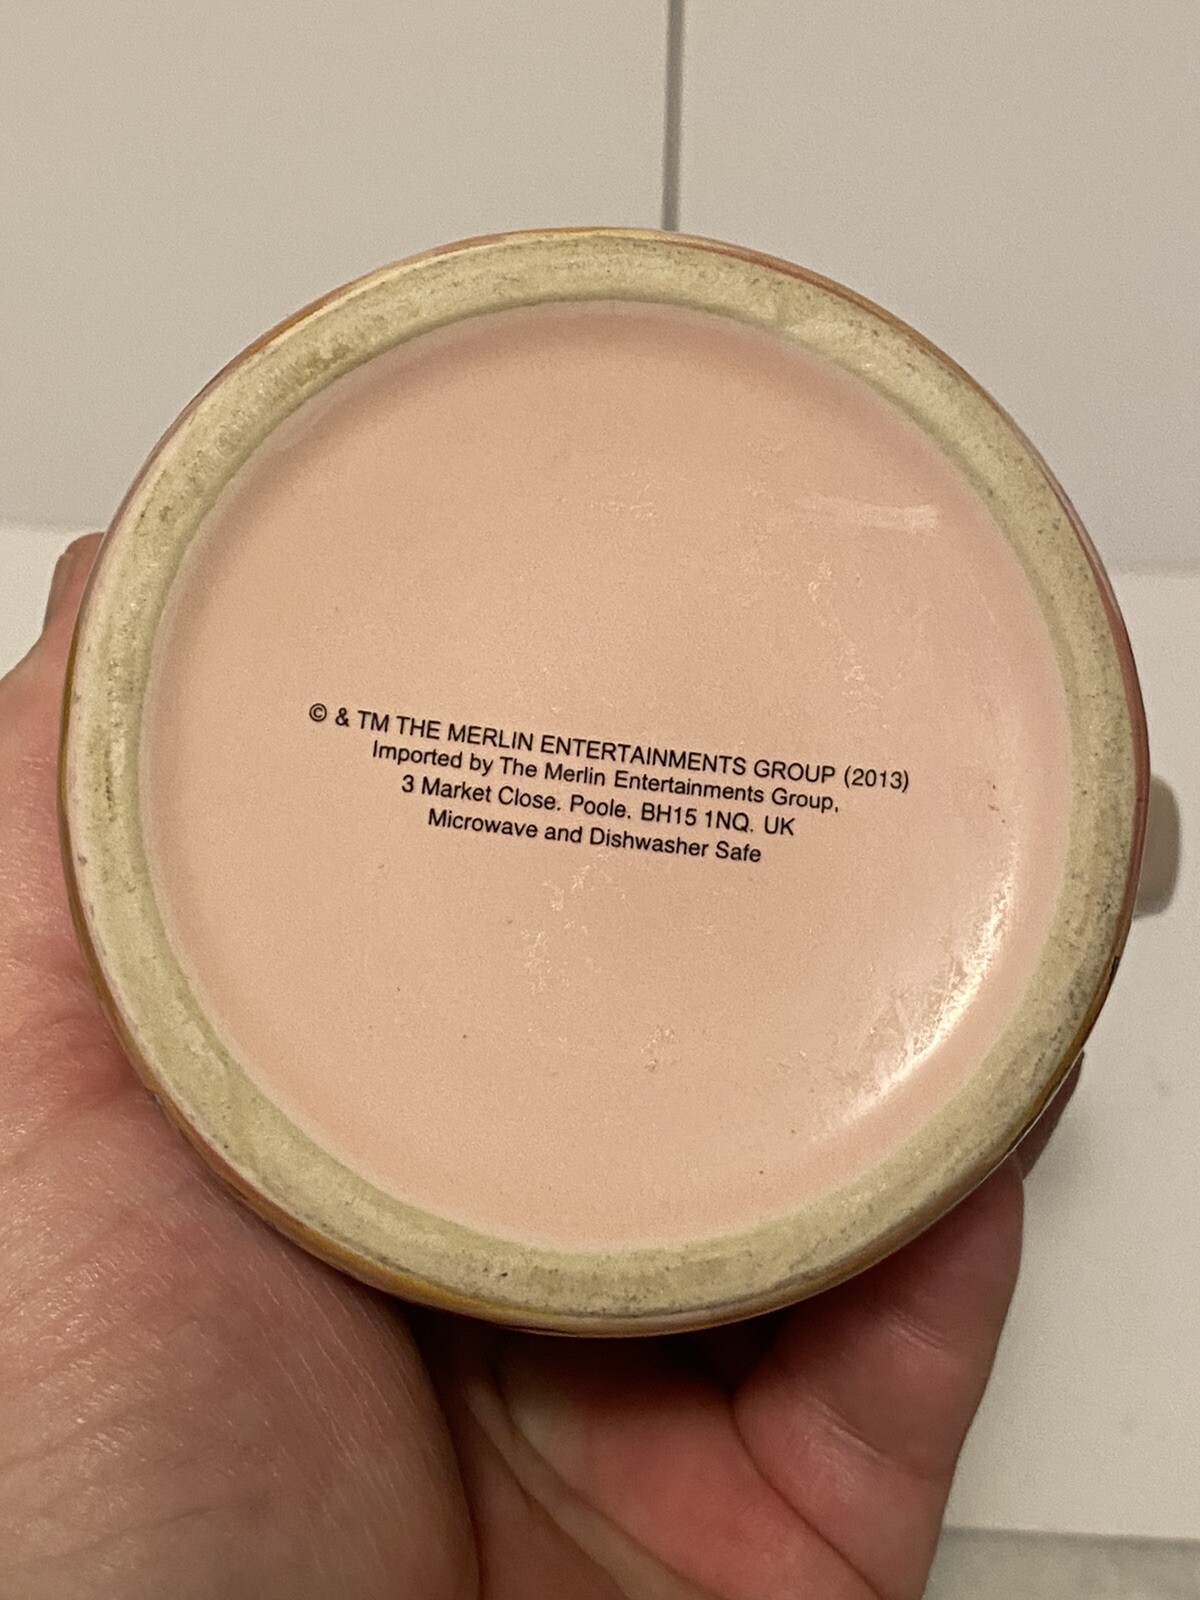 © & TM THE MERLIN ENTERTAINMENTS GROUP (2013)
Imported by The Merlin Entertainments Group,
3 Market Close. Poole. BH15 1NQ. UK
Microwave and Dishwasher Safe